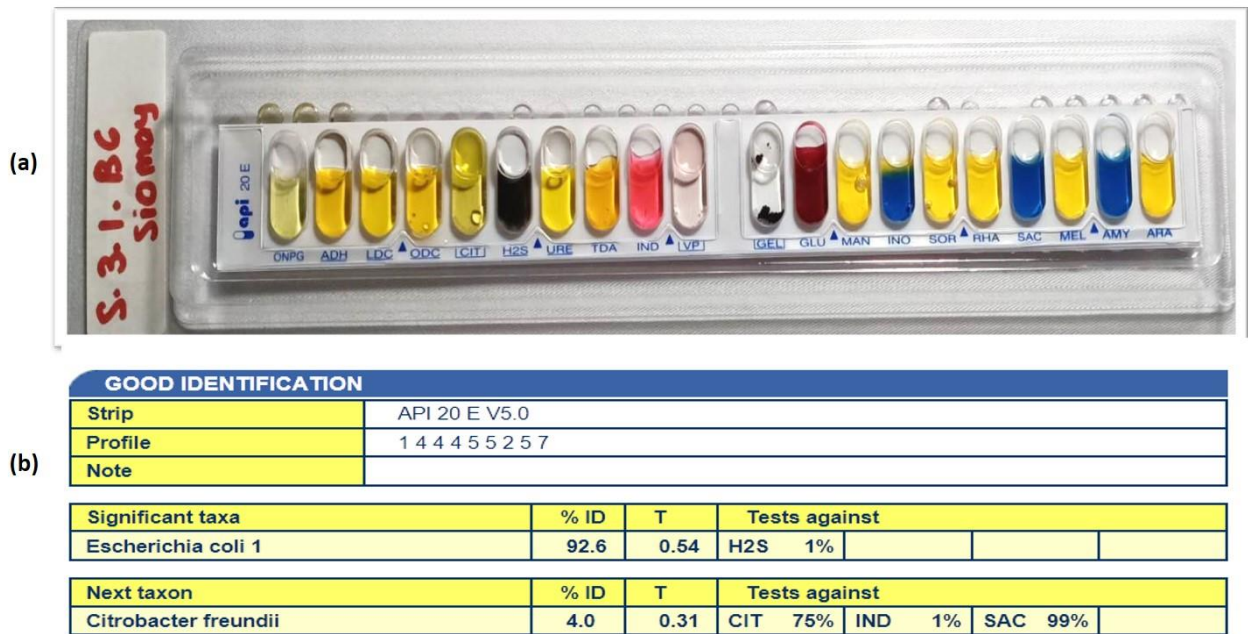 (a)
S.3.1.BG
Siomay
api 20 E
ONPG ADH LDC ODC CIT H2S URE TDA IND VP GEL GLU MAN INO SOR RHA SAC MEL AMY ARA
(b)
GOOD IDENTIFICATION
Strip API 20 E V5.0
Profile 1 4 4 4 5 5 2 5 7
Note
Significant taxa % ID T Tests against
Escherichia coli 1 92.6 0.54 H2S 1%
Next taxon % ID T Tests against
Citrobacter freundii 4.0 0.31 CIT 75% IND 1% SAC 99%